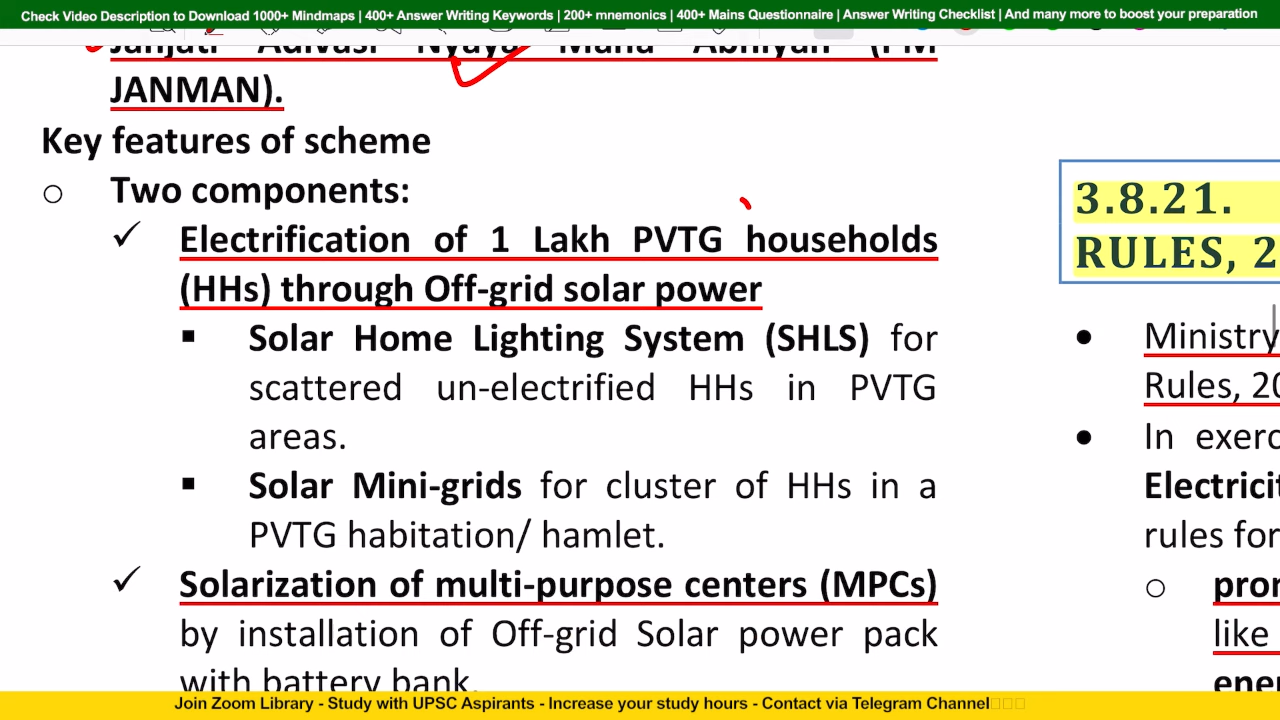 Check Video Description to Download 1000+ Mindmaps | 400+ Answer Writing Keywords | 200+ mnemonics | 400+ Mains Questionnaire | Answer Writing Checklist | And many more to boost your preparation
Janjati Adivasi Nyaya Maha Abhiyan (PM
JANMAN).
Key features of scheme
o Two components:
✓ Electrification of 1 Lakh PVTG households
(HHs) through Off-grid solar power
▪ Solar Home Lighting System (SHLS) for
scattered un-electrified HHs in PVTG
areas.
▪ Solar Mini-grids for cluster of HHs in a
PVTG habitation/ hamlet.
✓ Solarization of multi-purpose centers (MPCs)
by installation of Off-grid Solar power pack
with battery bank.
3.8.21.
RULES, 2
• Ministry
Rules, 20
• In exerc
Electricit
rules for
o pron
like
ener
Join Zoom Library - Study with UPSC Aspirants - Increase your study hours - Contact via Telegram Channel